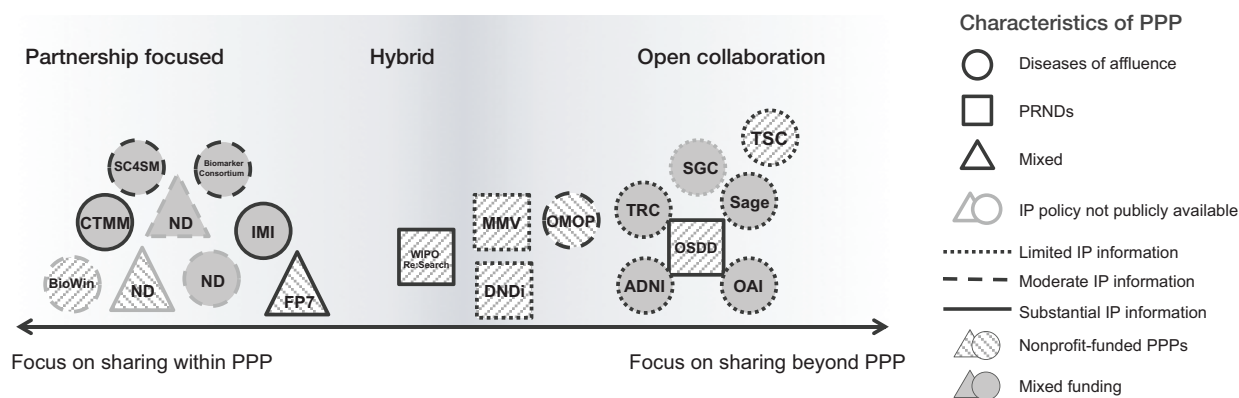 Partnership focused
Hybrid
Open collaboration
SC4SM
Biomarker
Consortium
CTMM
ND
IMI
BioWin
ND
ND
FP7
WIPO
Re:Search
MMV
OMOP
DNDi
TSC
SGC
TRC
Sage
OSDD
ADNI
OAI
Focus on sharing within PPP
Focus on sharing beyond PPP
Characteristics of PPP
Diseases of affluence
PRNDs
Mixed
IP policy not publicly available
Limited IP information
Moderate IP information
Substantial IP information
Nonprofit-funded PPPs
Mixed funding